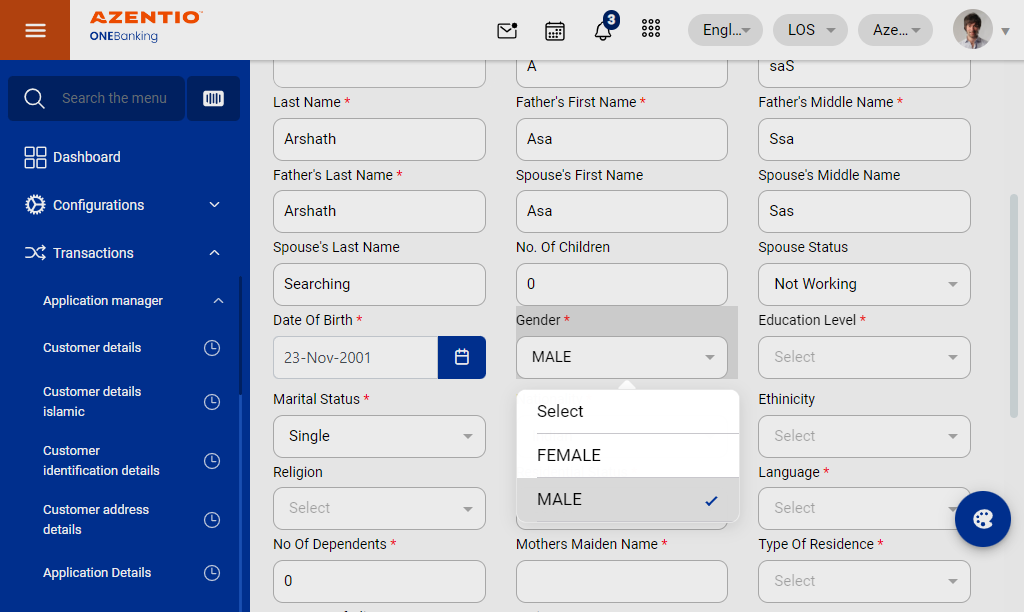 AZENTIO
ONEBanking
3
Engl...
LOS
Aze...
Search the menu
Dashboard
Configurations
Transactions
Application manager
Customer details
Customer details
islamic
Customer
identification details
Customer address
details
Application Details
A
saS
Last Name *
Father's First Name *
Father's Middle Name *
Arshath
Asa
Ssa
Father's Last Name *
Spouse's First Name
Spouse's Middle Name
Arshath
Asa
Sas
Spouse's Last Name
No. Of Children
Spouse Status
Searching
0
Not Working
Date Of Birth *
Gender *
Education Level *
23-Nov-2001
MALE
Select
Marital Status *
Select
Ethinicity
Single
FEMALE
Select
Religion
MALE
Language *
Select
Select
No Of Dependents *
Mothers Maiden Name *
Type Of Residence *
0
Select